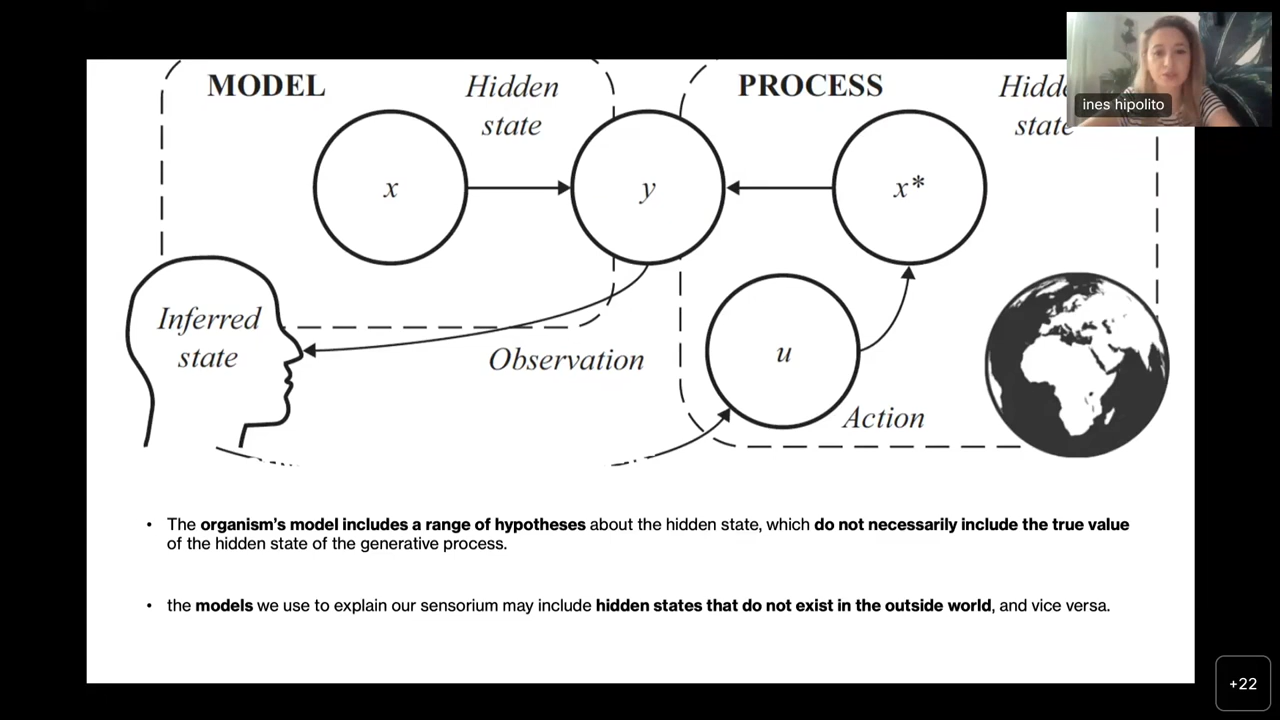 MODEL
Hidden
state
PROCESS
state
ines hipolito
x
y
x*
Inferred
state
Observation
u
Action
• The organism's model includes a range of hypotheses about the hidden state, which do not necessarily include the true value
of the hidden state of the generative process.
• the models we use to explain our sensorium may include hidden states that do not exist in the outside world, and vice versa.
+22